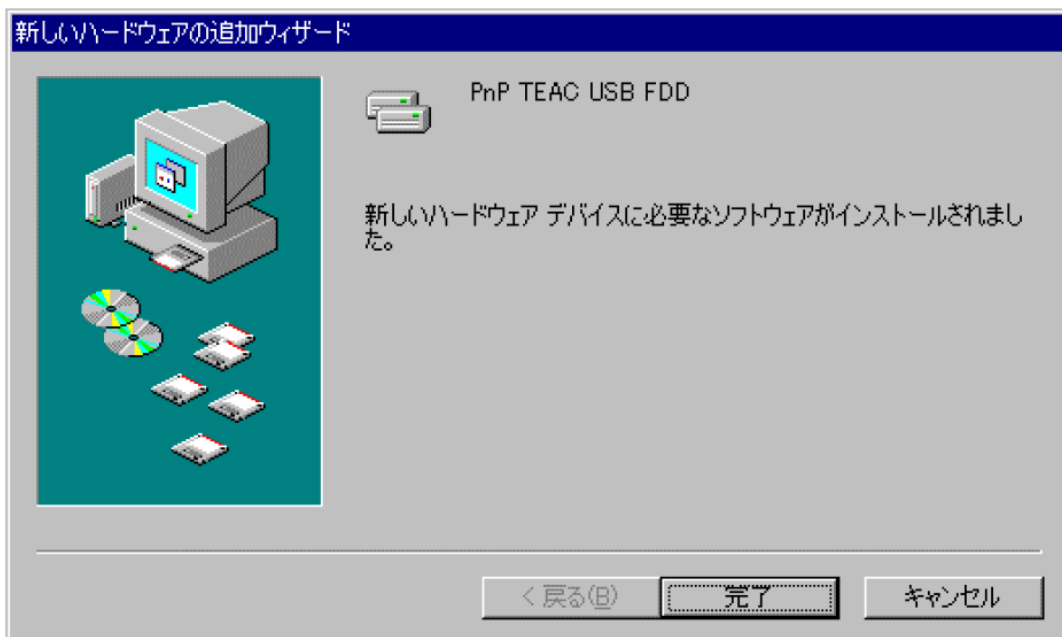 新しいハードウェアの追加ウィザード
PnP TEAC USB FDD
新しいハードウェア デバイスに必要なソフトウェアがインストールされまし
た。
< 戻る(B)
完了
キャンセル